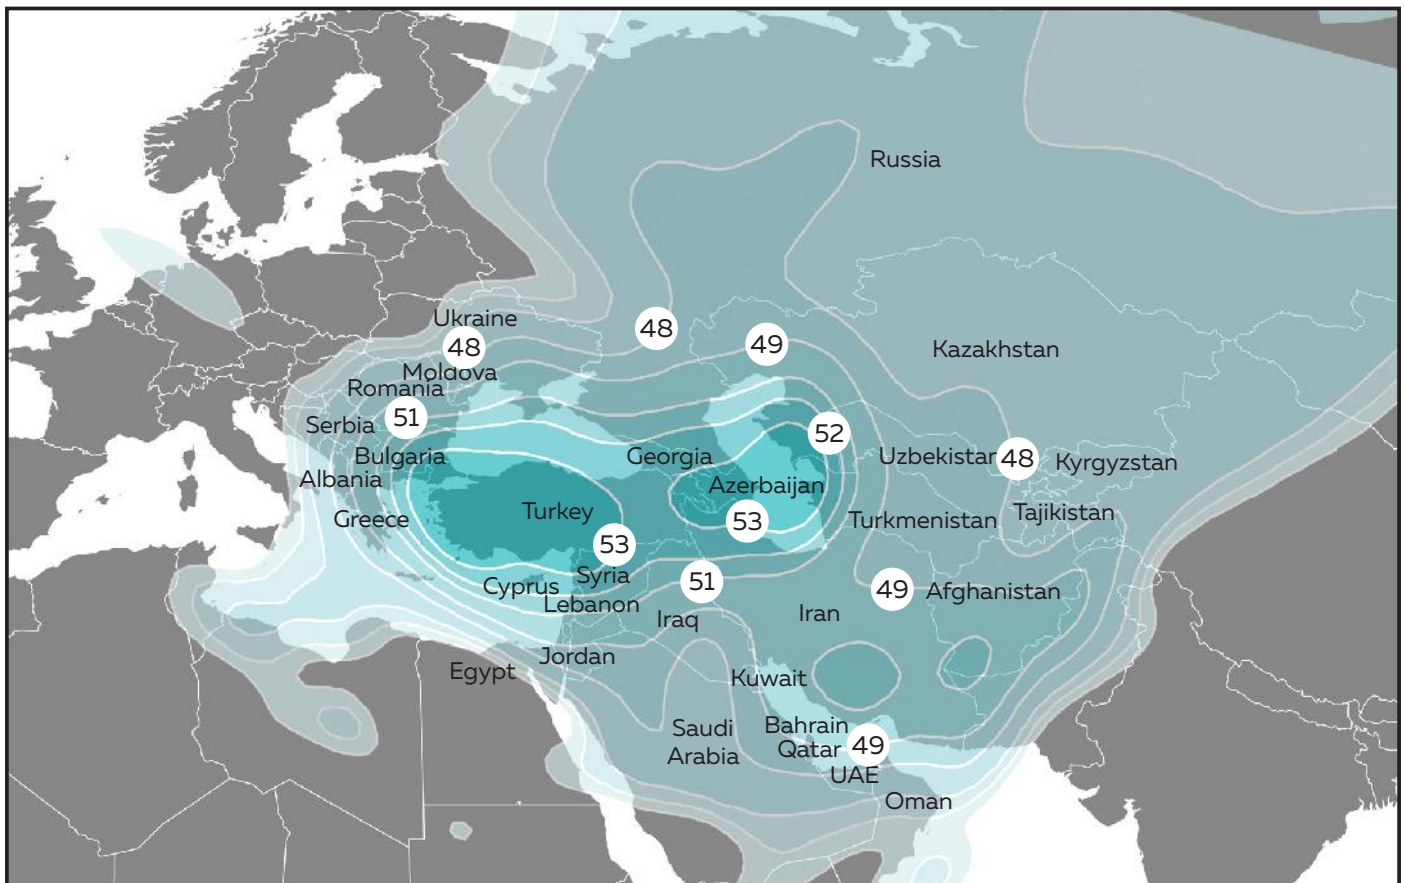 Russia
Ukraine
48
48
49
Kazakhstan
Moldova
Romania
51
Serbia
52
Bulgaria
Georgia
Uzbekistan
48
Kyrgyzstan
Albania
Azerbaijan
Greece
Turkey
53
Turkmenistan
Tajikistan
53
Syria
Cyprus
51
49
Afghanistan
Lebanon
Iraq
Iran
Jordan
Egypt
Kuwait
Saudi
Arabia
Bahrain
Qatar
49
UAE
Oman